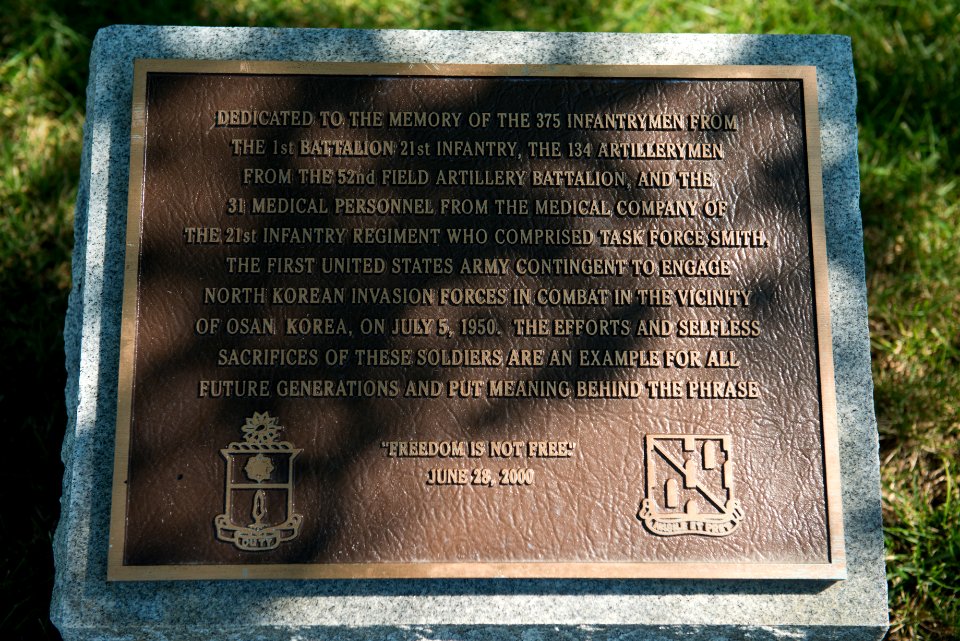 DEDICATED TO THE MEMORY OF THE 375 INFANTRYMEN FROM
THE 1st BATTALION 21st INFANTRY, THE 134 ARTILLERYMEN
FROM THE 52nd FIELD ARTILLERY BATTALION, AND THE
31 MEDICAL PERSONNEL FROM THE MEDICAL COMPANY OF
THE 21st INFANTRY REGIMENT WHO COMPRISED TASK FORCE SMITH.
THE FIRST UNITED STATES ARMY CONTINGENT TO ENGAGE
NORTH KOREAN INVASION FORCES IN COMBAT IN THE VICINITY
OF OSAN, KOREA, ON JULY 5, 1950. THE EFFORTS AND SELFLESS
SACRIFICES OF THESE SOLDIERS ARE AN EXAMPLE FOR ALL
FUTURE GENERATIONS AND PUT MEANING BEHIND THE PHRASE
"FREEDOM IS NOT FREE."
JUNE 28, 2000
DUTY